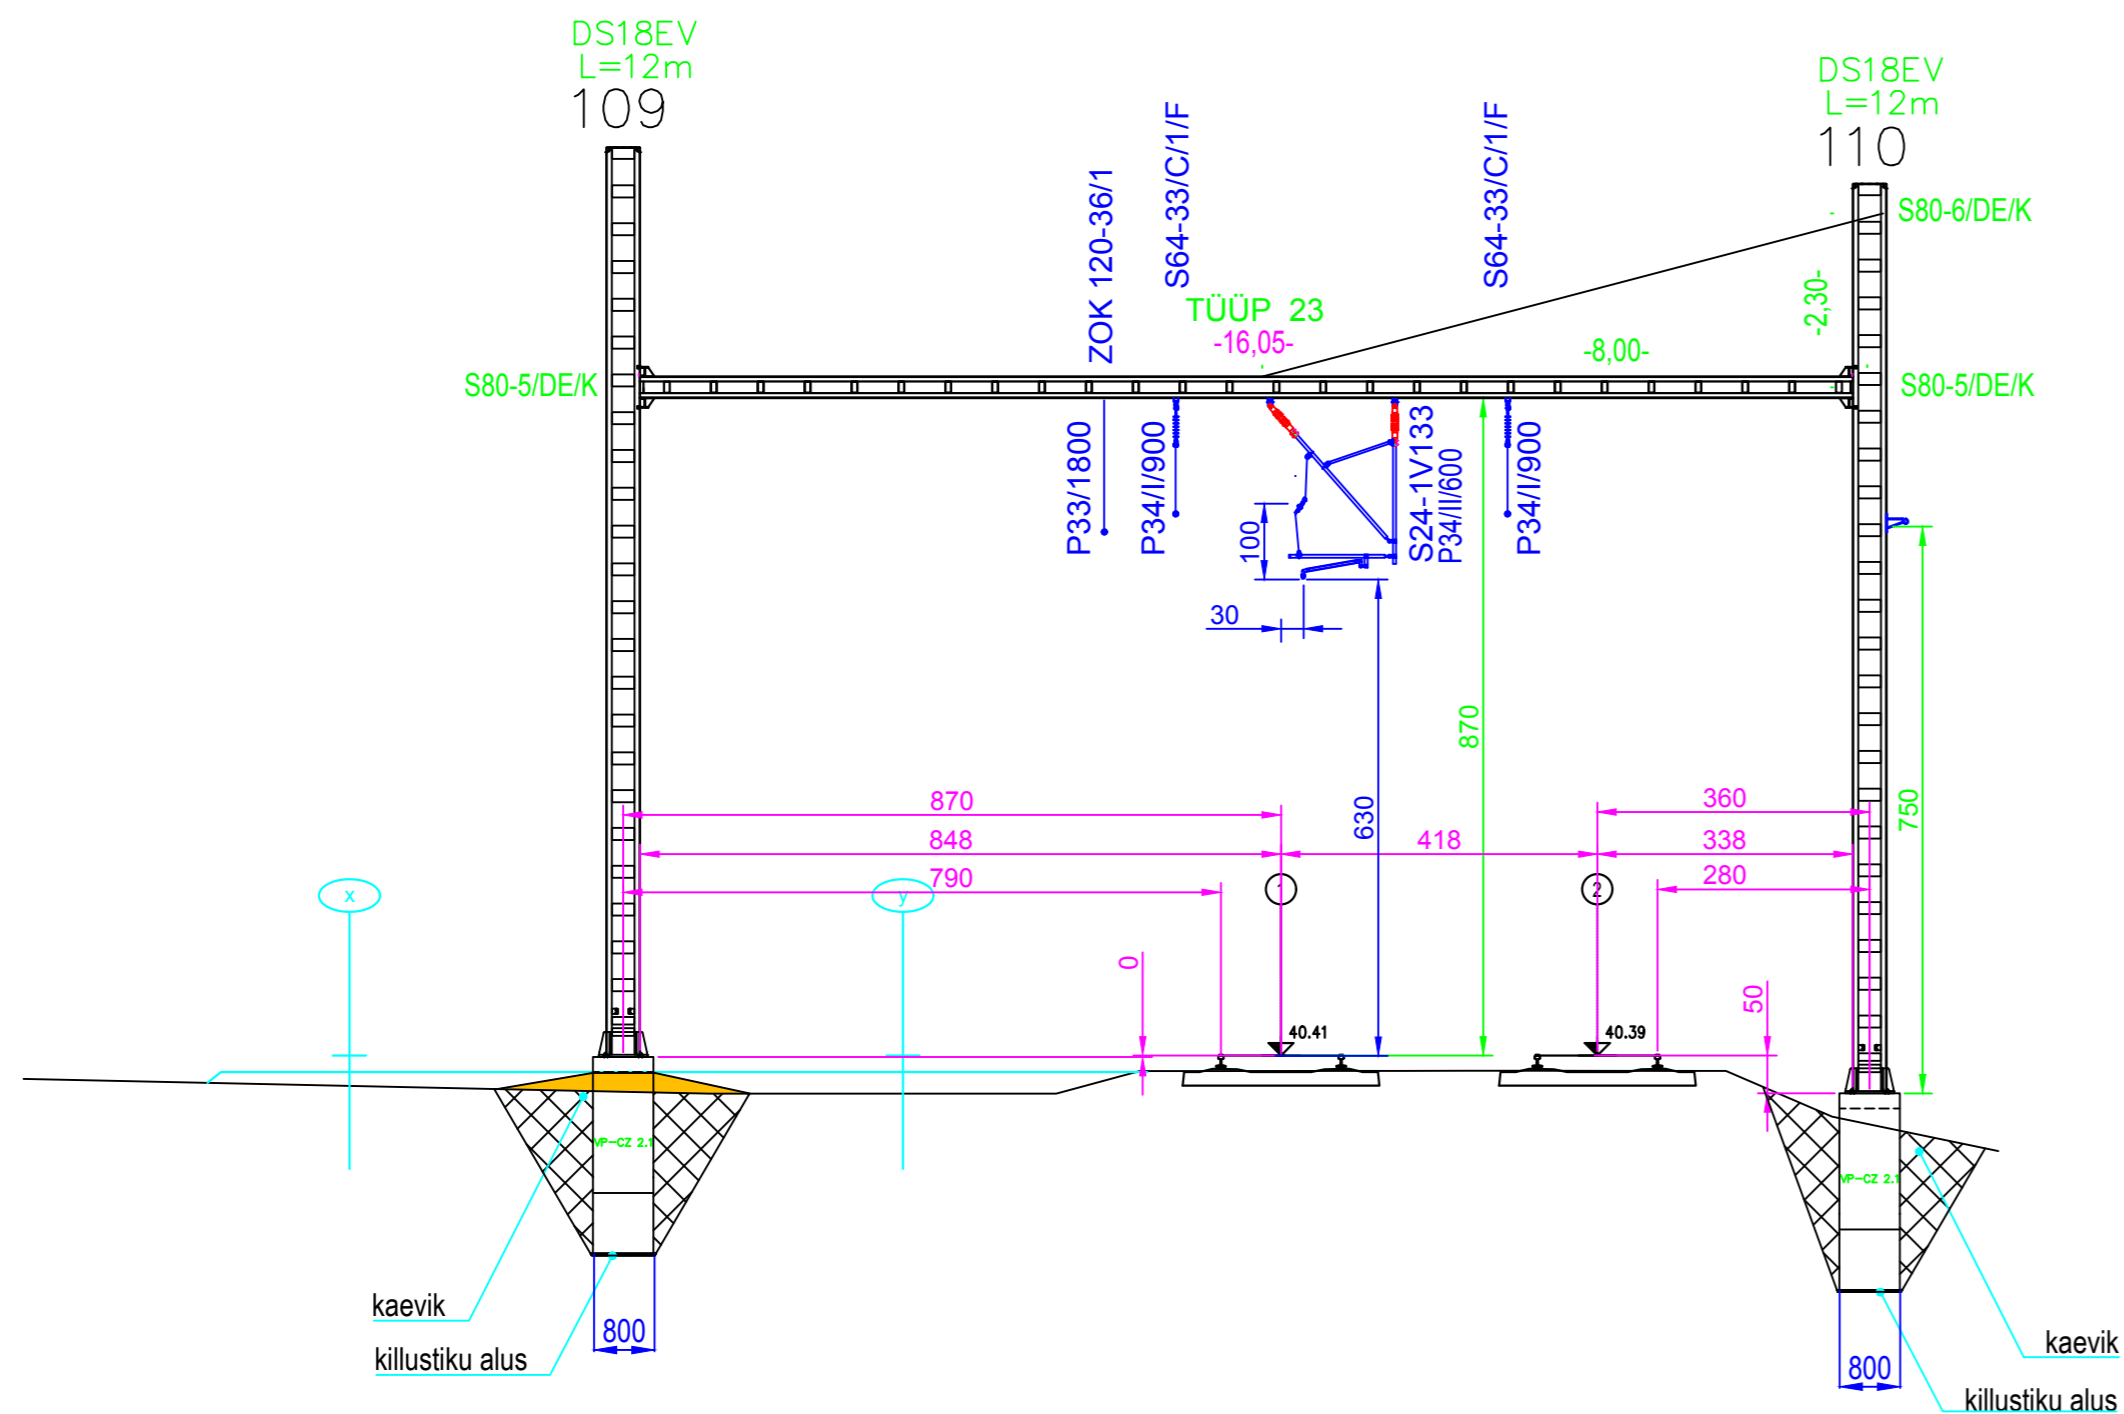 DS18EV
L=12m
109
DS18EV
L=12m
110
ZOK 120-36/1
S64-33/C/1/F
S64-33/C/1/F
TÜÜP 23
-16,05-
-8,00-
-2,30-
S80-6/DE/K
S80-5/DE/K
S80-5/DE/K
P33/1800
P34/I/900
100
S24-1V133
P34/II/600
P34/I/900
30
870
630
750
870
848
790
418
360
338
280
x
y
1
2
0
50
40.41
40.39
VP-CZ 2.1
VP-CZ 2.1
kaevik
killustiku alus
800
800
kaevik
killustiku alus